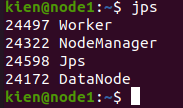 kien@node1:~$ jps
24497 Worker
24322 NodeManager
24598 Jps
24172 DataNode
kien@node1:~$